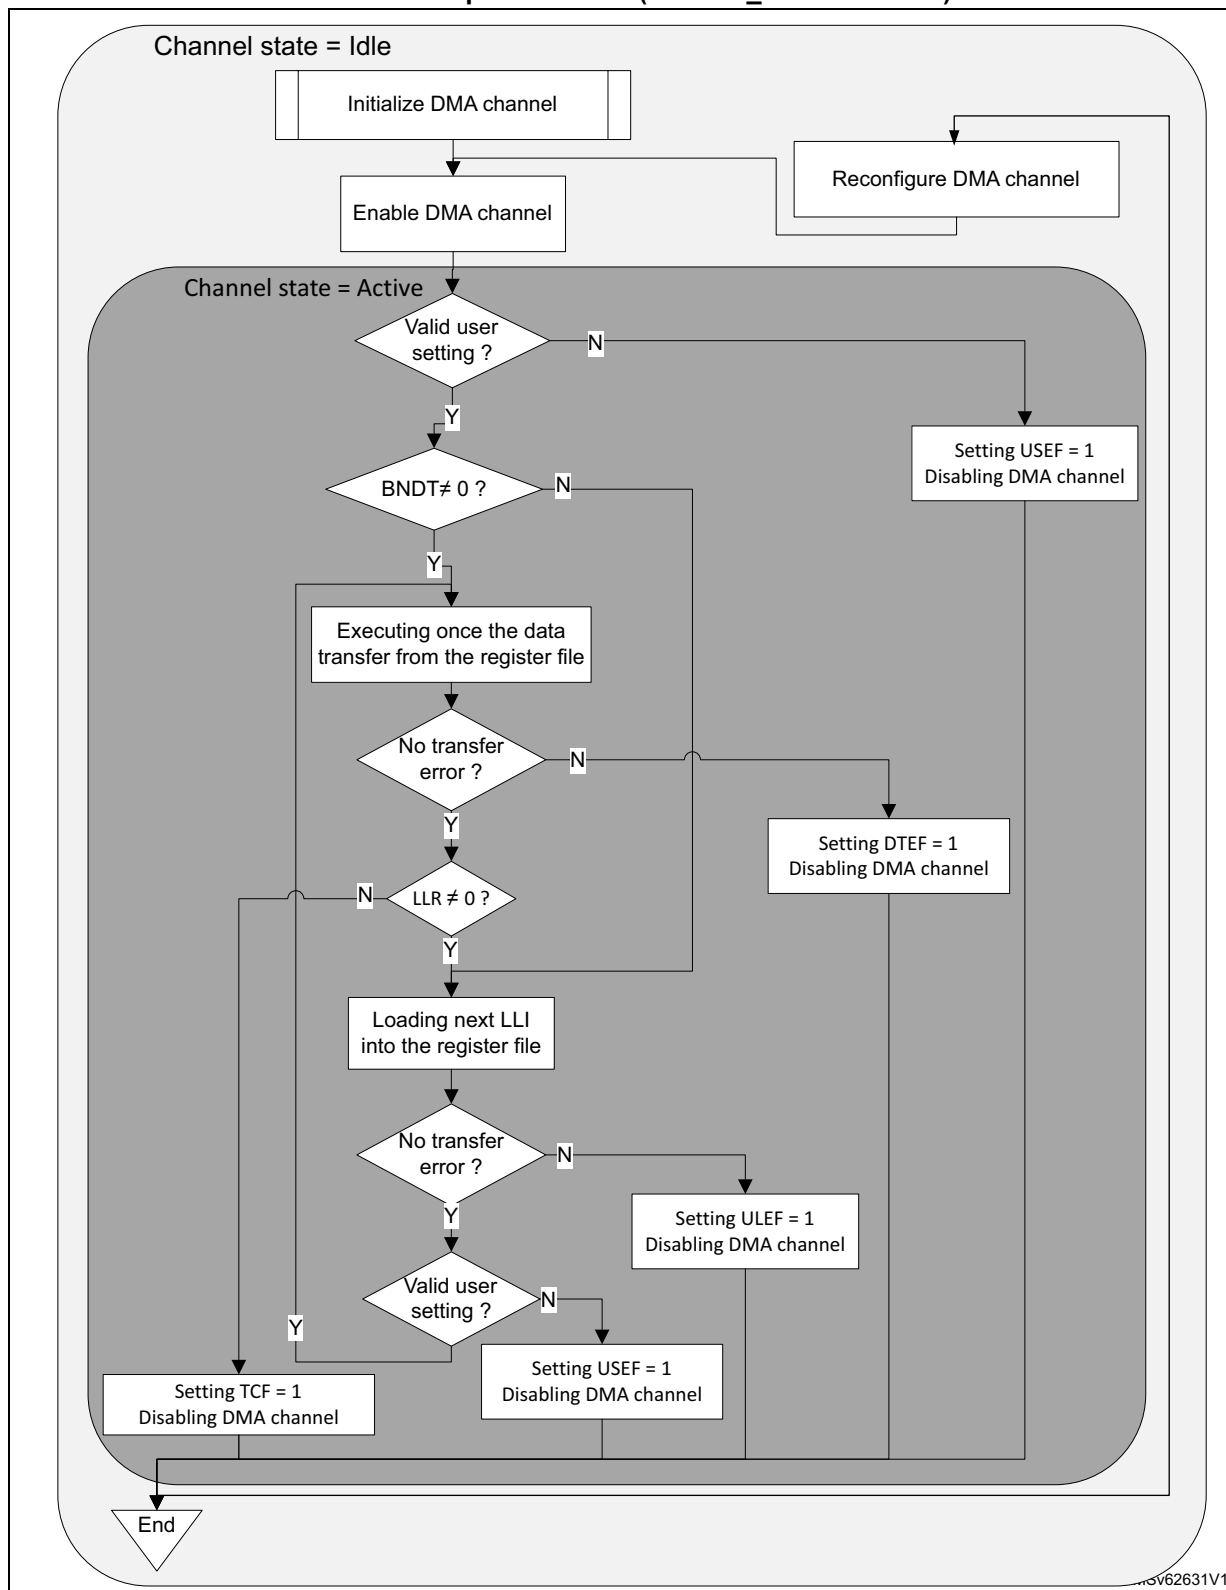 Channel state = Idle
Initialize DMA channel
Reconfigure DMA channel
Enable DMA channel
Channel state = Active
Valid user
setting ?
N
Y
Setting USEF = 1
Disabling DMA channel
BNDT≠ 0 ?
N
Y
Executing once the data
transfer from the register file
No transfer
error ?
N
Y
Setting DTEF = 1
Disabling DMA channel
LLR ≠ 0 ?
N
Y
Loading next LLI
into the register file
No transfer
error ?
N
Y
Setting ULEF = 1
Disabling DMA channel
Valid user
setting ?
N
Y
Setting USEF = 1
Disabling DMA channel
Setting TCF = 1
Disabling DMA channel
End